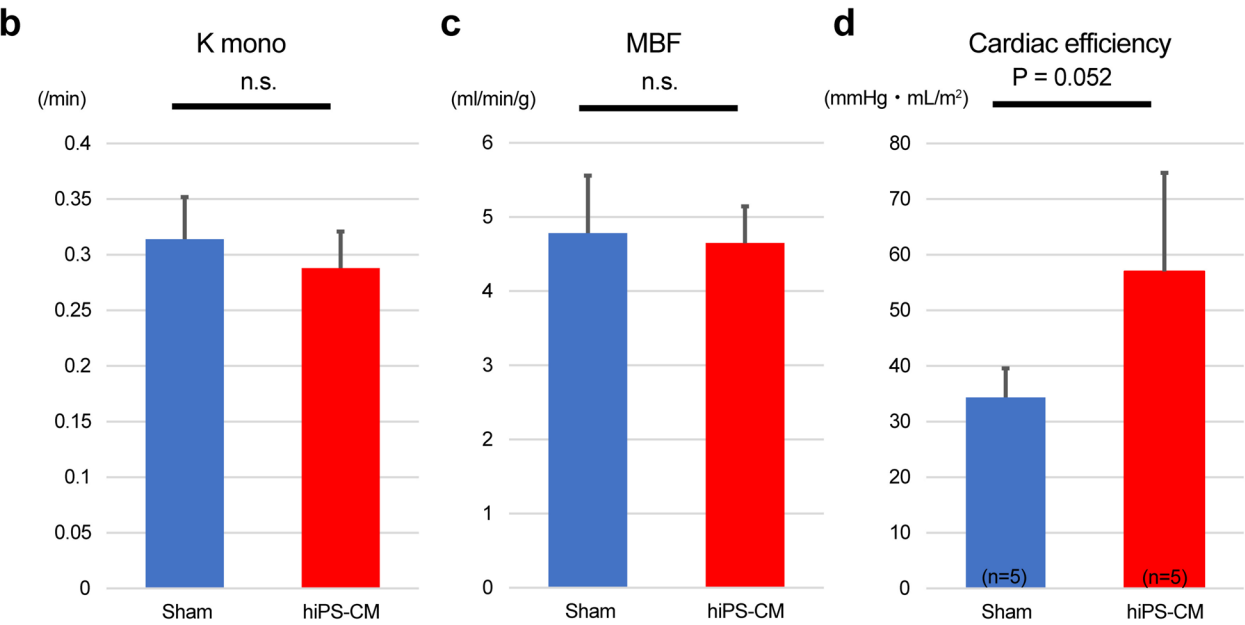 b
K mono
n.s.
(/min)
0.4
0.35
0.3
0.25
0.2
0.15
0.1
0.05
0
Sham
hiPS-CM
c
MBF
n.s.
(ml/min/g)
6
5
4
3
2
1
0
Sham
hiPS-CM
d
Cardiac efficiency
P = 0.052
(mmHg・mL/m²)
80
70
60
50
40
30
20
10
0
(n=5)
(n=5)
Sham
hiPS-CM